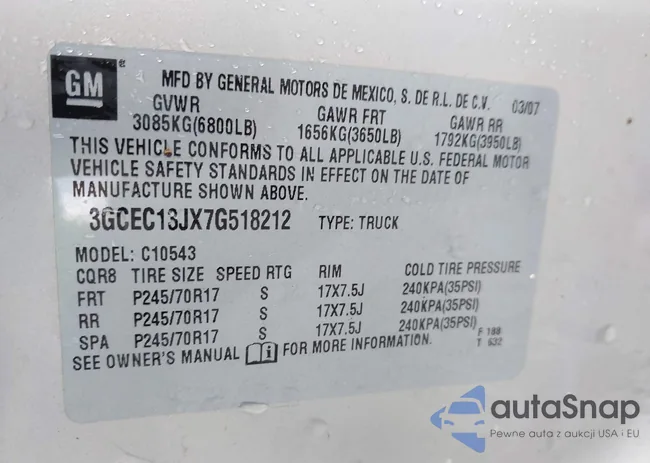 GM ®
MFD BY GENERAL MOTORS DE MEXICO, S. DE R.L. DE C.V. 03/07
GVWR GAWR FRT GAWR RR
3085KG(6800LB) 1656KG(3650LB) 1792KG(3950LB)
THIS VEHICLE CONFORMS TO ALL APPLICABLE U.S. FEDERAL MOTOR
VEHICLE SAFETY STANDARDS IN EFFECT ON THE DATE OF
MANUFACTURE SHOWN ABOVE.
3GCEC13JX7G518212 TYPE: TRUCK
MODEL: C10543
CQR8 TIRE SIZE SPEED RTG RIM COLD TIRE PRESSURE
FRT P245/70R17 S 17X7.5J 240KPA(35PSI)
RR P245/70R17 S 17X7.5J 240KPA(35PSI)
SPA P245/70R17 S 17X7.5J 240KPA(35PSI)
F 188
T 532
SEE OWNER'S MANUAL FOR MORE INFORMATION.
autaSnap
Pewne auta z aukcji USA i EU